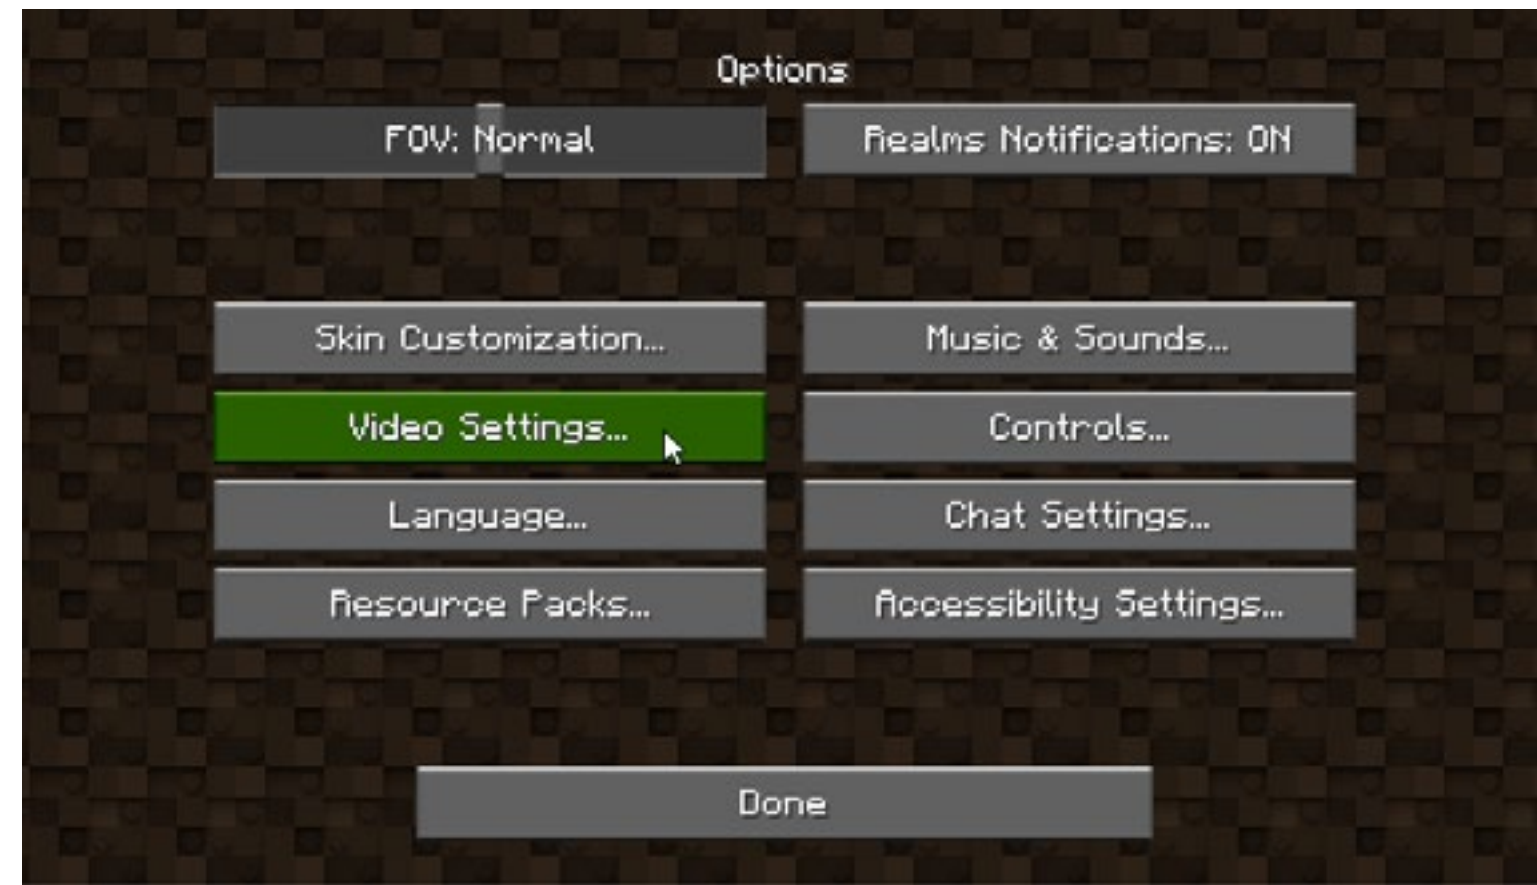 Options
FOV: Normal
Realms Notifications: ON
Skin Customization...
Music & Sounds...
Video Settings...
Controls...
Language...
Chat Settings...
Resource Packs...
Accessibility Settings...
Done